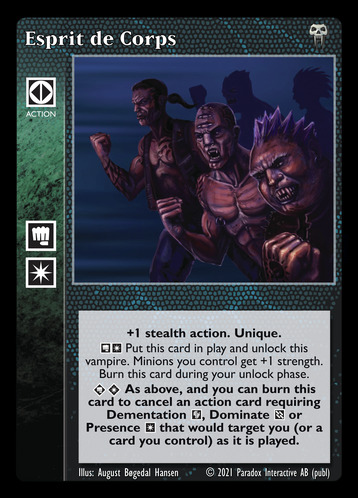 Esprit de Corps
ACTION
+1 stealth action. Unique.
Put this card in play and unlock this
vampire. Minions you control get +1 strength.
Burn this card during your unlock phase.
As above, and you can burn this
card to cancel an action card requiring
Dementation, Dominate or
Presence that would target you (or a
card you control) as it is played.
Illus: August Bøgedal Hansen © 2021 Paradox Interactive AB (publ)